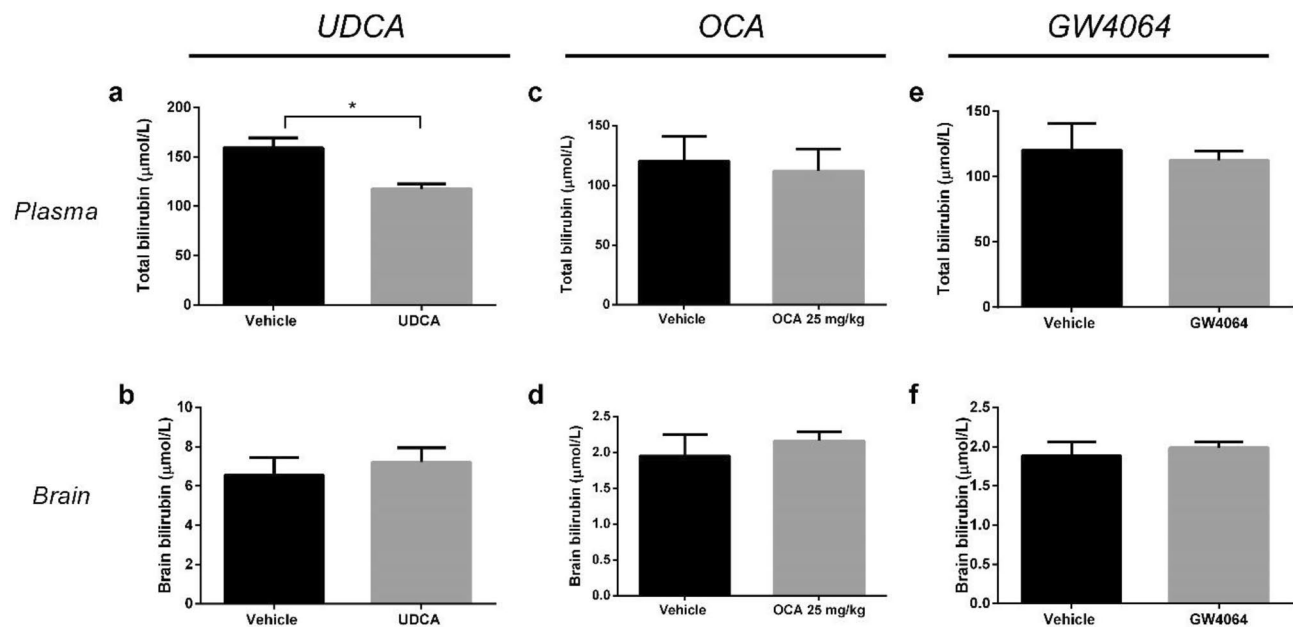 UDCA
OCA
GW4064
Plasma
a
Total bilirubin (µmol/L)
200
150
100
50
0
*
Vehicle
UDCA
c
Total bilirubin (µmol/L)
150
100
50
0
Vehicle
OCA 25 mg/kg
e
Total bilirubin (µmol/L)
150
100
50
0
Vehicle
GW4064
Brain
b
Brain bilirubin (µmol/L)
10
8
6
4
2
0
Vehicle
UDCA
d
Brain bilirubin (µmol/L)
2.5
2.0
1.5
1.0
0.5
0.0
Vehicle
OCA 25 mg/kg
f
Brain bilirubin (µmol/L)
2.5
2.0
1.5
1.0
0.5
0.0
Vehicle
GW4064